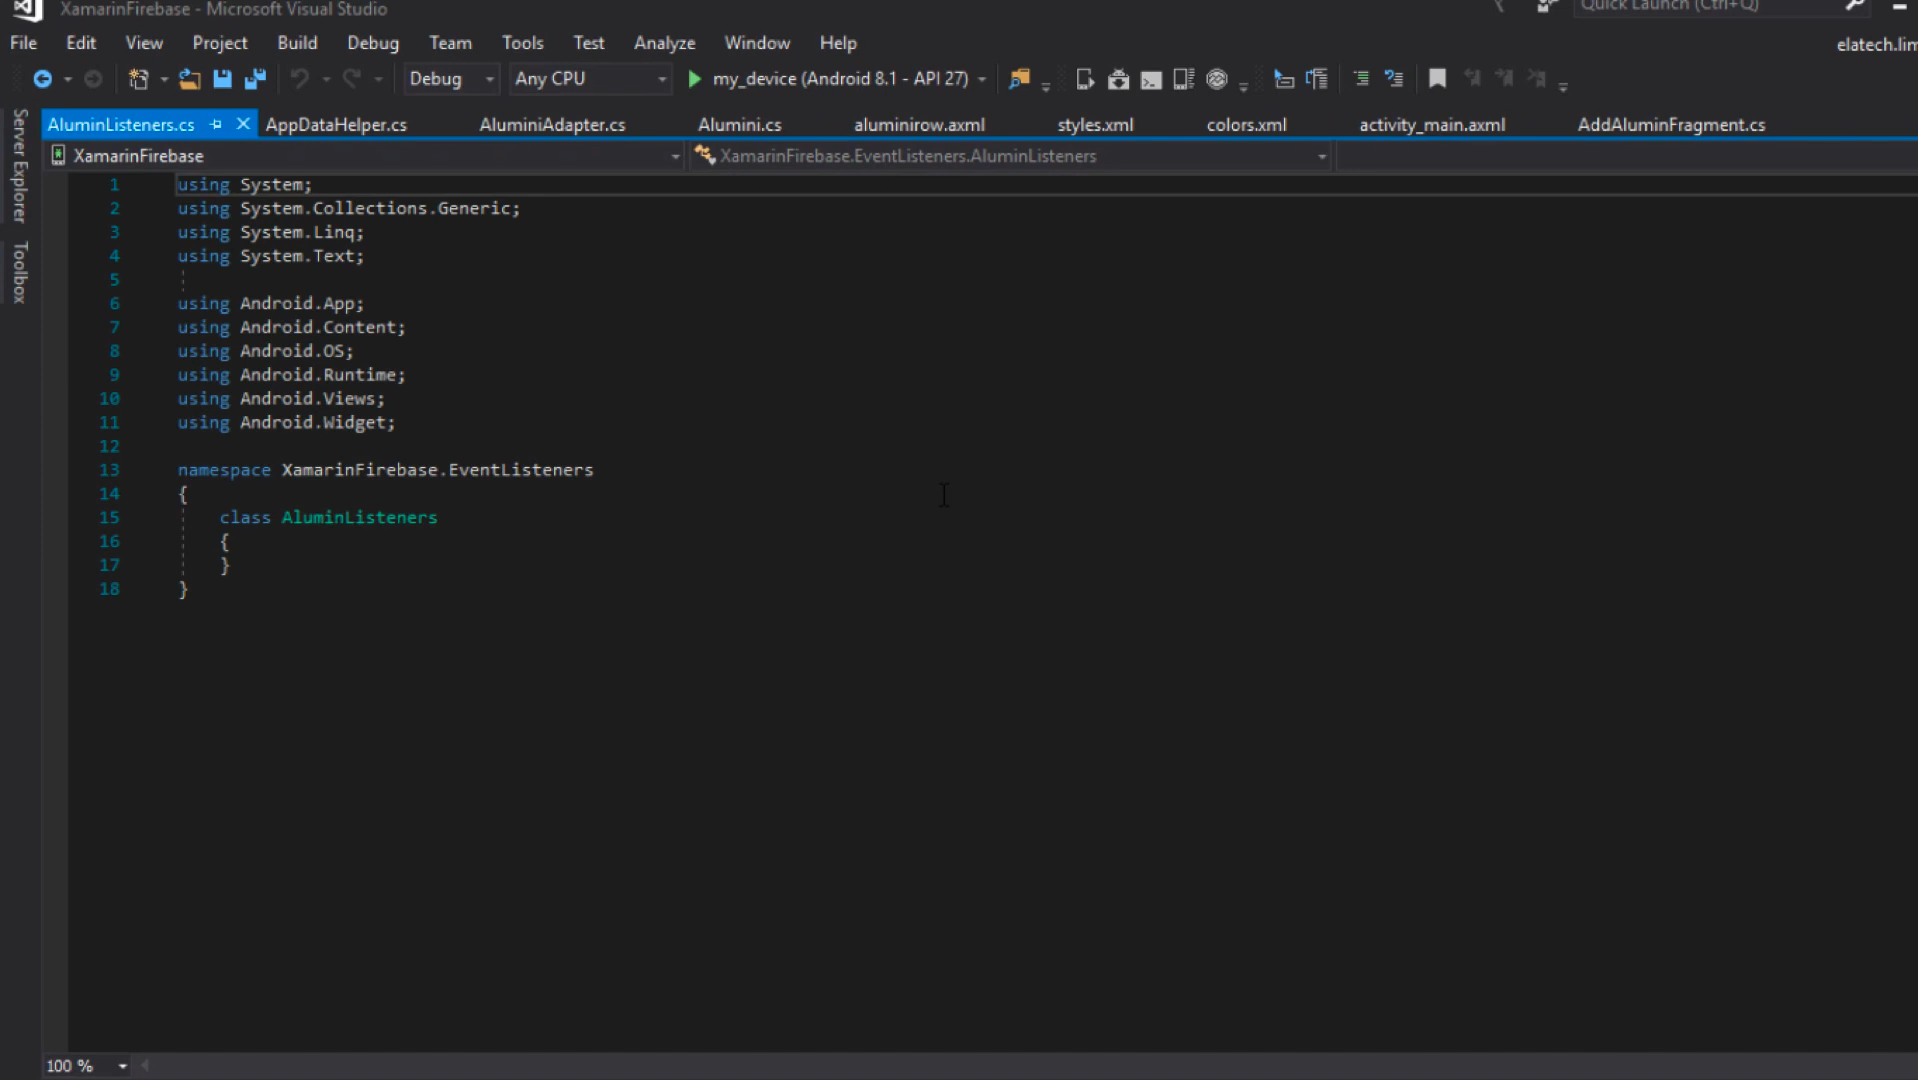 XamarinFirebase - Microsoft Visual Studio
Quick Launch (Ctrl+Q)
File Edit View Project Build Debug Team Tools Test Analyze Window Help
elatech.lim
Debug Any CPU my_device (Android 8.1 - API 27)
AluminListeners.cs AppDataHelper.cs AluminiAdapter.cs Alumini.cs aluminirow.axml styles.xml colors.xml activity_main.axml AddAluminFragment.cs
XamarinFirebase XamarinFirebase.EventListeners.AluminListeners
Server Explorer
Toolbox
1 using System;
2 using System.Collections.Generic;
3 using System.Linq;
4 using System.Text;
5
6 using Android.App;
7 using Android.Content;
8 using Android.OS;
9 using Android.Runtime;
10 using Android.Views;
11 using Android.Widget;
12
13 namespace XamarinFirebase.EventListeners
14 {
15 class AluminListeners
16 {
17 }
18 }
100 %